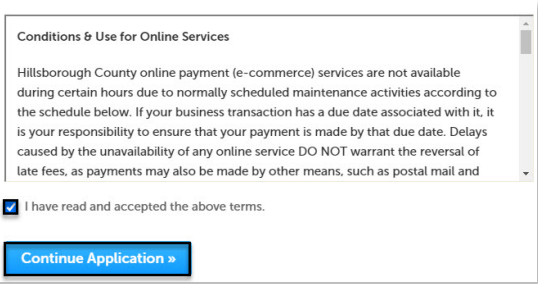 Conditions & Use for Online Services
Hillsborough County online payment (e-commerce) services are not available
during certain hours due to normally scheduled maintenance activities according to
the schedule below. If your business transaction has a due date associated with it, it
is your responsibility to ensure that your payment is made by that due date. Delays
caused by the unavailability of any online service DO NOT warrant the reversal of
late fees, as payments may also be made by other means, such as postal mail and
I have read and accepted the above terms.
Continue Application »